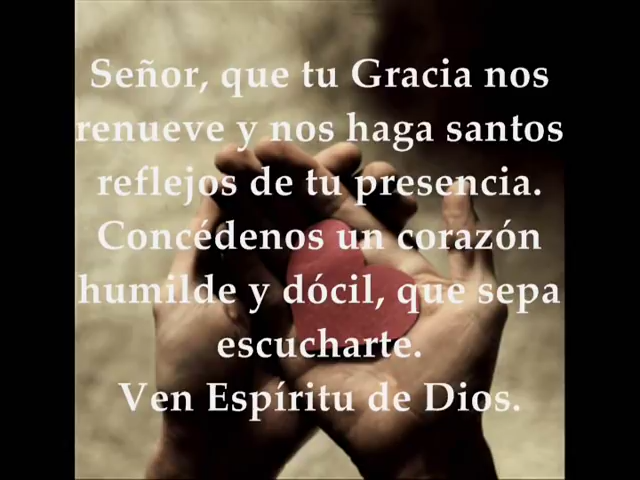 Señor, que tu Gracia nos
renueve y nos haga santos
reflejos de tu presencia.
Concédenos un corazón
humilde y dócil, que sepa
escucharte.
Ven Espíritu de Dios.